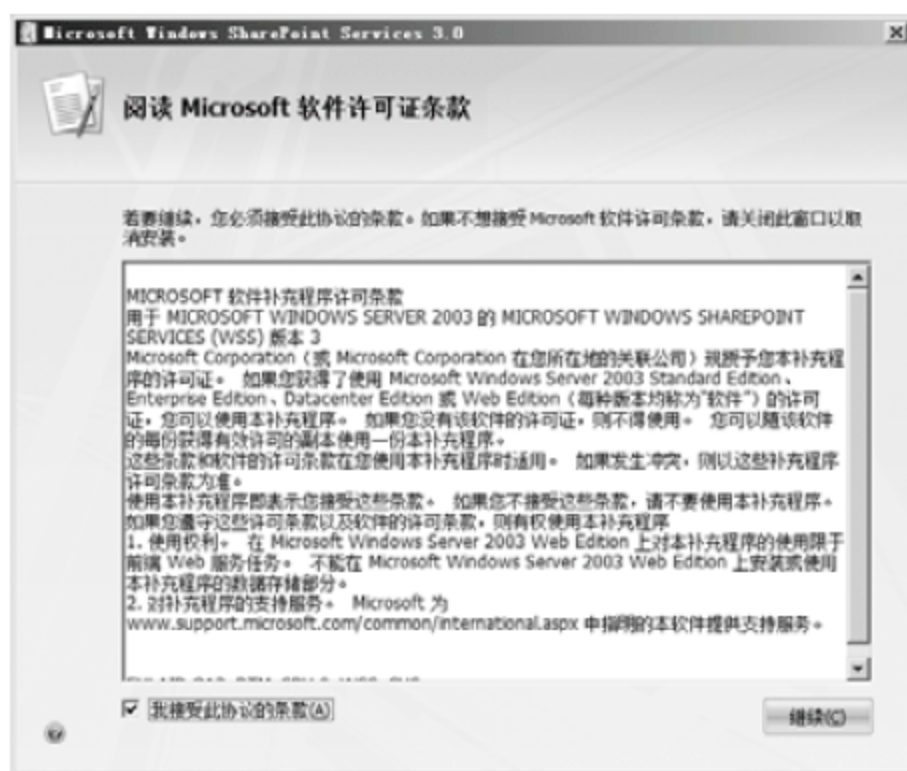 Microsoft Windows SharePoint Services 3.0
阅读 Microsoft 软件许可证条款
若要继续，您必须接受此协议的条款。如果不想接受 Microsoft 软件许可条款，请关闭此窗口以取
消安装。
MICROSOFT 软件补充程序许可条款
用于 MICROSOFT WINDOWS SERVER 2003 的 MICROSOFT WINDOWS SHAREPOINT
SERVICES (WSS) 版本 3
Microsoft Corporation（或 Microsoft Corporation 在您所在地的关联公司）现授予您本补充程
序的许可证。 如果您获得了使用 Microsoft Windows Server 2003 Standard Edition、
Enterprise Edition、Datacenter Edition 或 Web Edition（每种版本均称为“软件”）的许可
证，您可以使用本补充程序。 如果您没有该软件的许可证，则不得使用。 您可以随该软件
的每份获得有效许可的副本使用一份本补充程序。
这些条款和软件的许可条款在您使用本补充程序时适用。 如果发生冲突，则以这些补充程序
许可条款为准。
使用本补充程序即表示您接受这些条款。 如果您不接受这些条款，请不要使用本补充程序。
如果您遵守这些许可条款以及软件的许可条款，则有权使用本补充程序
1. 使用权利。 在 Microsoft Windows Server 2003 Web Edition 上对本补充程序的使用限于
前端 Web 服务任务。 不能在 Microsoft Windows Server 2003 Web Edition 上安装或使用
本补充程序的数据存储部分。
2. 对补充程序的支持服务。 Microsoft 为
www.support.microsoft.com/common/international.aspx 中指明的本软件提供支持服务。
我接受此协议的条款(A)
继续(C)